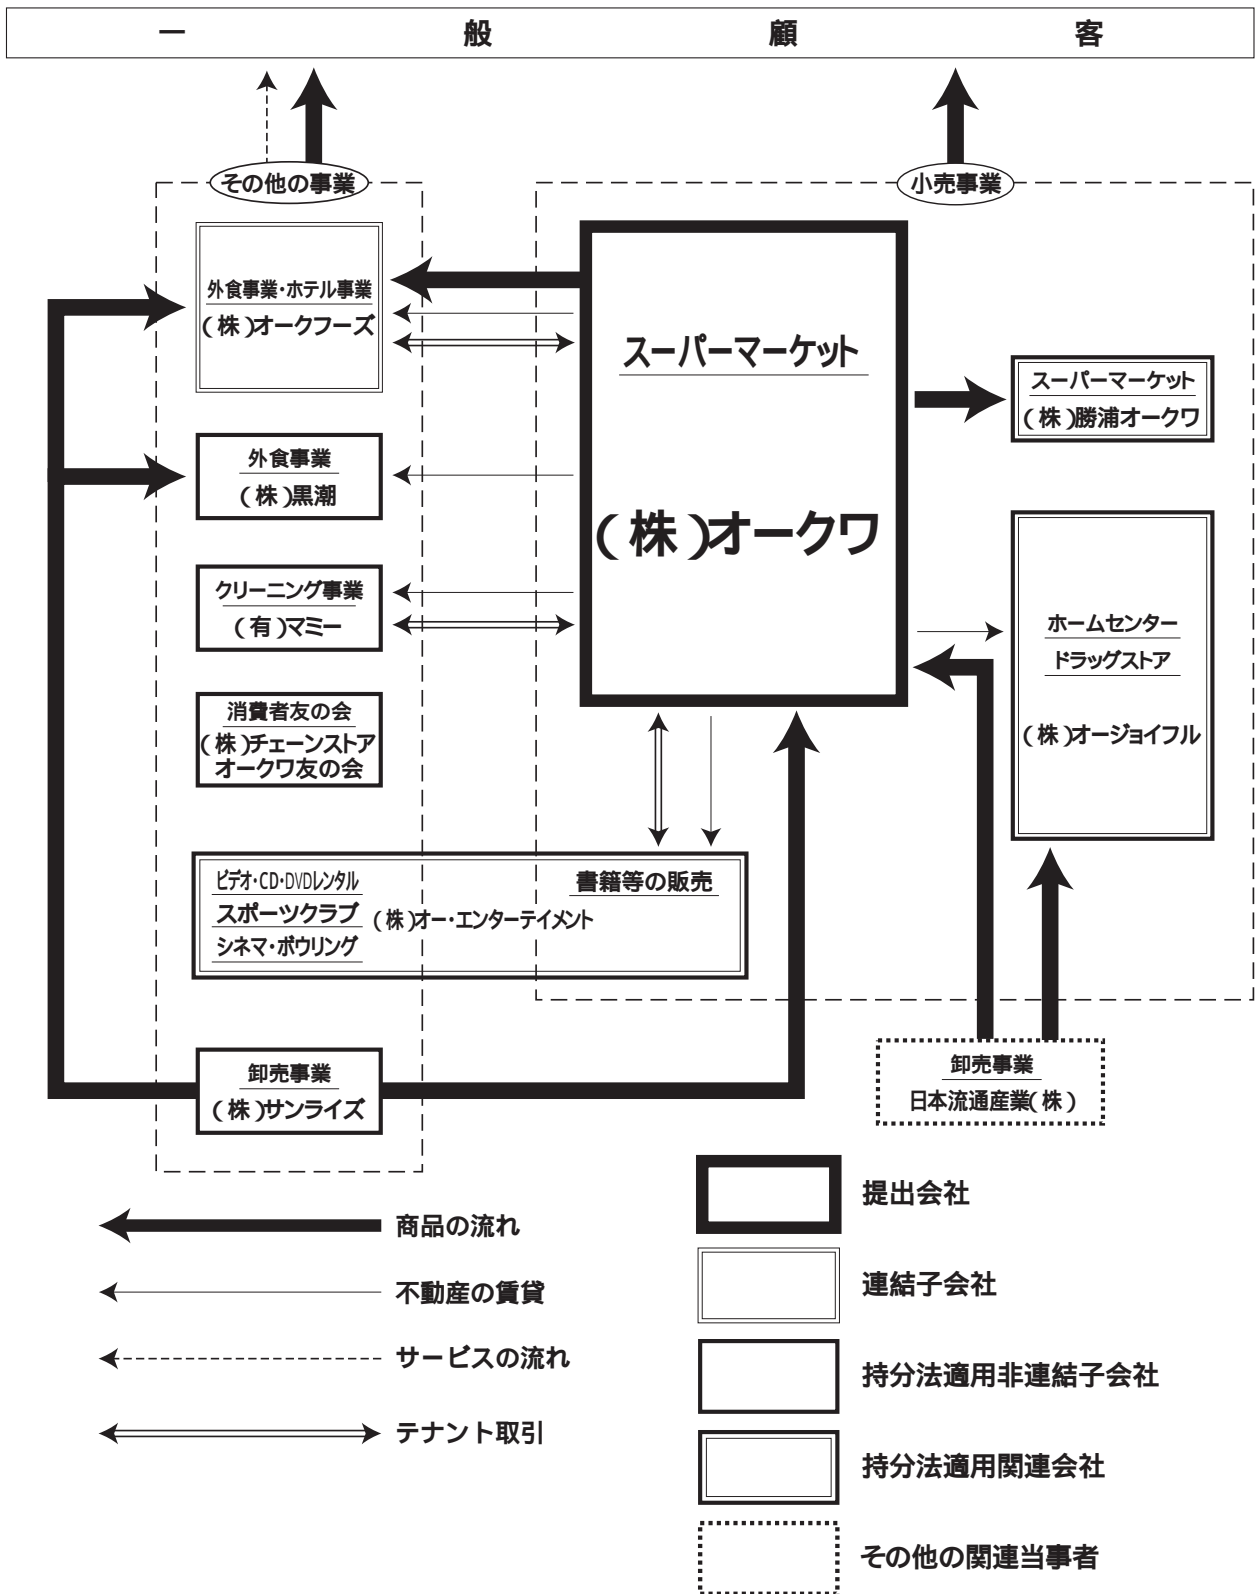 一般顧客
その他の事業
小売事業
外食事業・ホテル事業
(株)オークフーズ
外食事業
(株)黒潮
クリーニング事業
(有)マミー
消費者友の会
(株)チェーンストア
オークワ友の会
スーパーマーケット
(株)オークワ
スーパーマーケット
(株)勝浦オークワ
ホームセンター
ドラッグストア
(株)オージョイフル
ビデオ・CD・DVDレンタル
スポーツクラブ
シネマ・ボウリング
(株)オー・エンターテイメント
書籍等の販売
卸売事業
(株)サンライズ
卸売事業
日本流通産業(株)
商品の流れ
不動産の賃貸
サービスの流れ
テナント取引
提出会社
連結子会社
持分法適用非連結子会社
持分法適用関連会社
その他の関連当事者